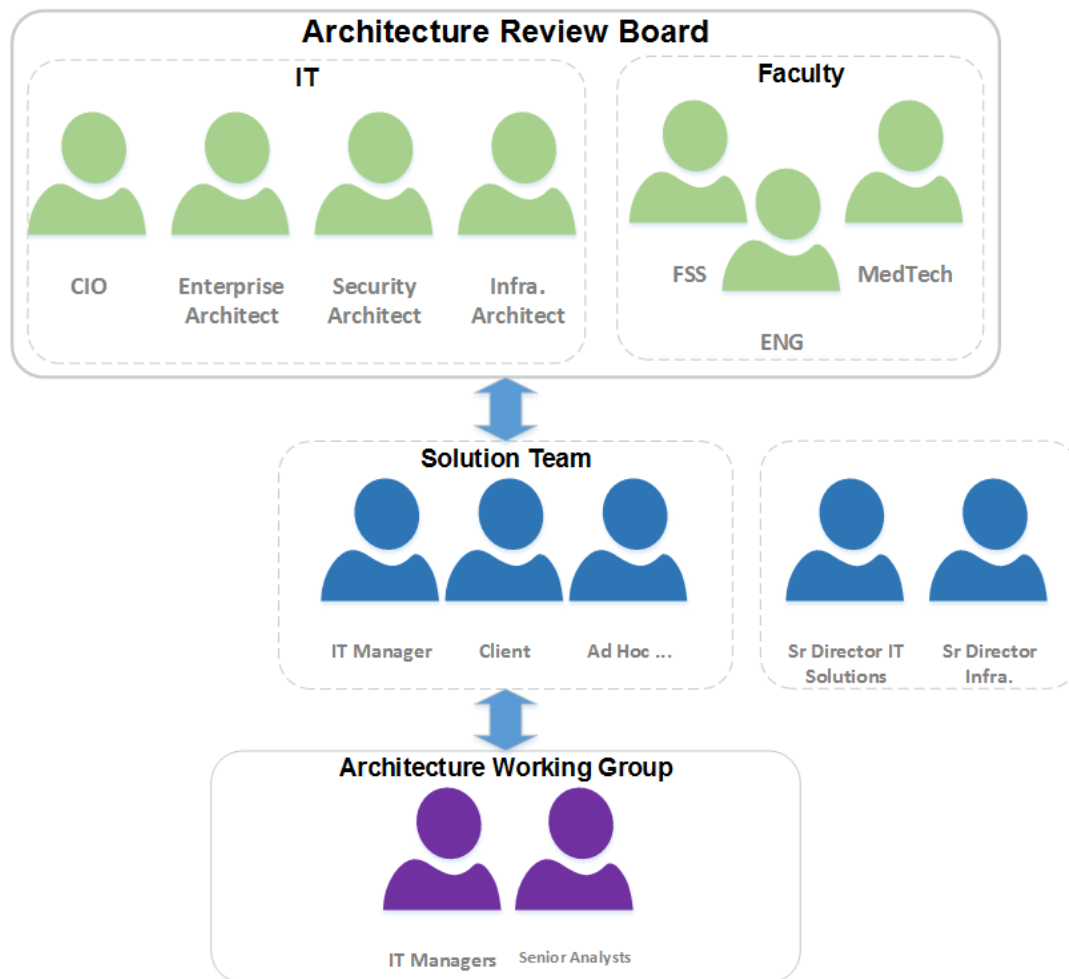 Architecture Review Board
IT
Faculty
CIO
Enterprise
Architect
Security
Architect
Infra.
Architect
FSS
MedTech
ENG
Solution Team
IT Manager
Client
Ad Hoc ...
Sr Director IT
Solutions
Sr Director
Infra.
Architecture Working Group
IT Managers
Senior Analysts